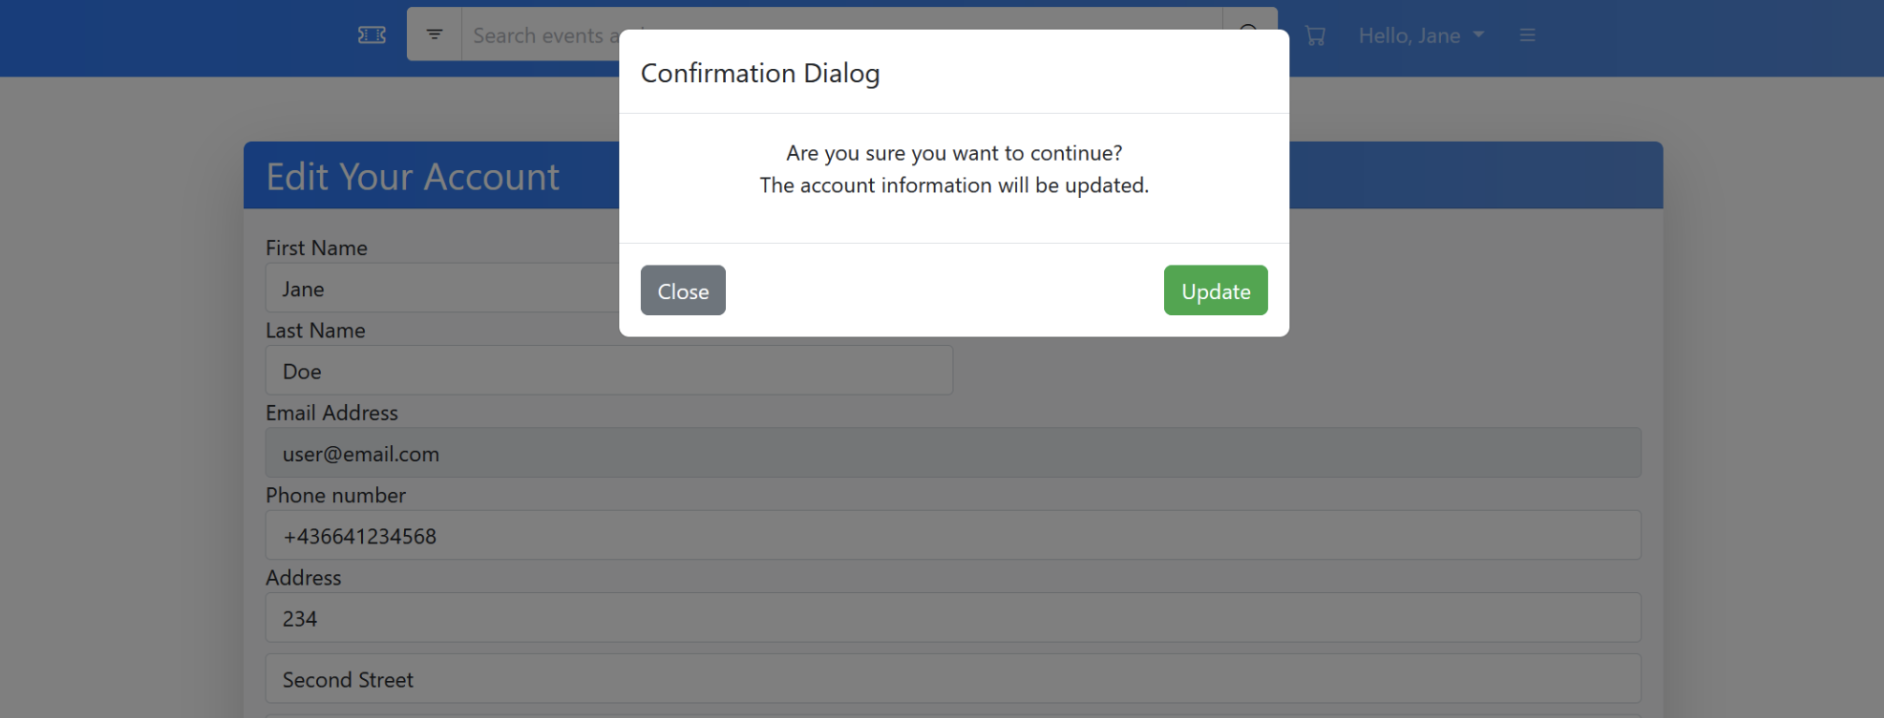 Search events a
Hello, Jane
Confirmation Dialog
Are you sure you want to continue?
The account information will be updated.
Close
Update
Edit Your Account
First Name
Jane
Last Name
Doe
Email Address
user@email.com
Phone number
+436641234568
Address
234
Second Street